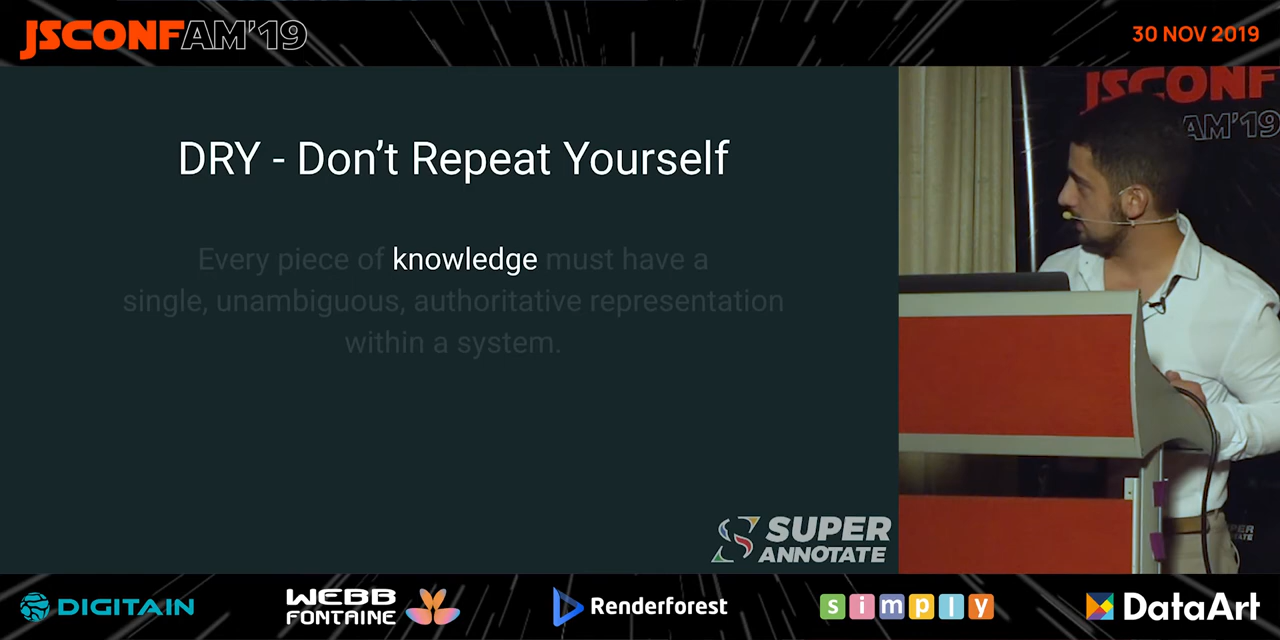 JSCONFAM'19
30 NOV 2019
DRY - Don't Repeat Yourself
Every piece of knowledge must have a
single, unambiguous, authoritative representation
within a system.
SUPER
ANNOTATE
JSCONF
AM'19
DIGITAIN
WEBB
FONTAINE
Renderforest
simply
DataArt